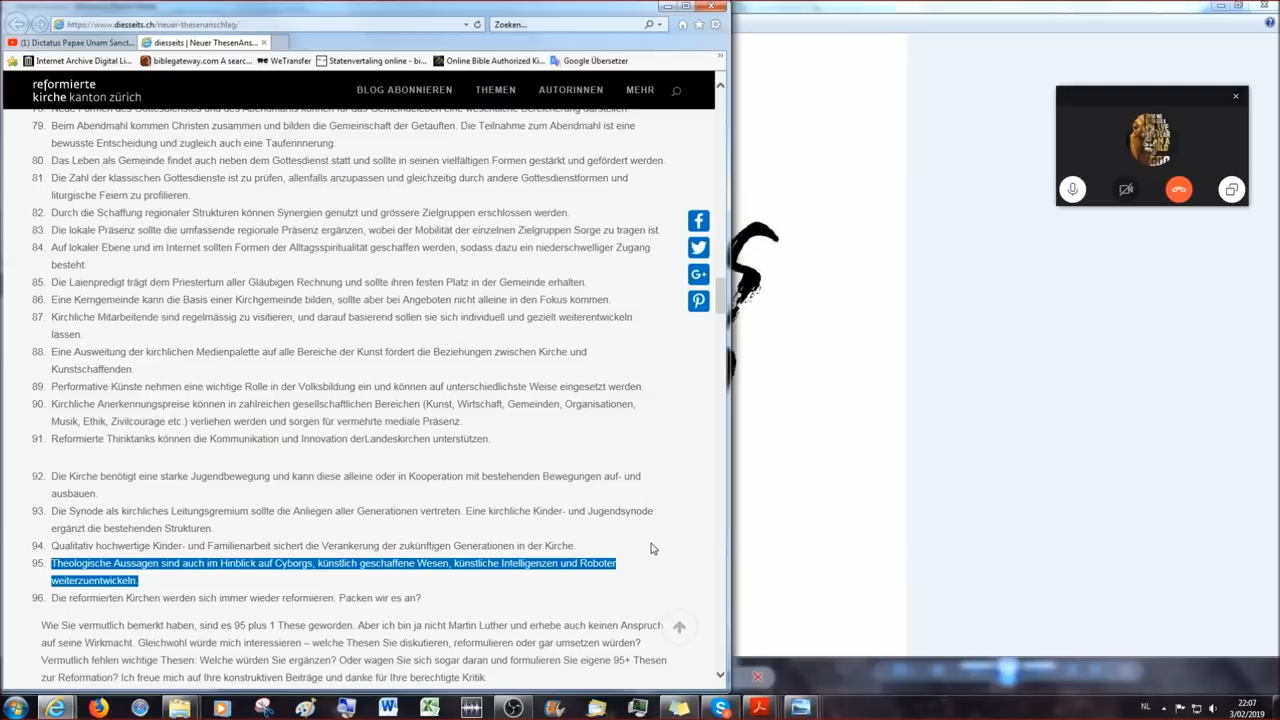 https://www.diesseits.ch/neuer-thesenanschlag/
Zoeken...
(1) Dictatus Papae Unam Sanct...
diesseits | Neuer ThesenAns...
Internet Archive Digital Li...
biblegateway.com A searc...
WeTransfer
Statenvertaling online - bi...
Online Bible Authorized Ki...
Google Übersetzer
reformierte
kirche kanton zürich
BLOG ABONNIEREN
THEMEN
AUTORINNEN
MEHR
78. Neue Formen des Gottesdienstes und des Abendmahls können für das Gemeindeleben eine wesentliche Bereicherung darstellen.
79. Beim Abendmahl kommen Christen zusammen und bilden die Gemeinschaft der Getauften. Die Teilnahme zum Abendmahl ist eine
bewusste Entscheidung und zugleich auch eine Tauferinnerung.
80. Das Leben als Gemeinde findet auch neben dem Gottesdienst statt und sollte in seinen vielfältigen Formen gestärkt und gefördert werden.
81. Die Zahl der klassischen Gottesdienste ist zu prüfen, allenfalls anzupassen und gleichzeitig durch andere Gottesdienstformen und
liturgische Feiern zu profilieren.
82. Durch die Schaffung regionaler Strukturen können Synergien genutzt und grössere Zielgruppen erschlossen werden.
83. Die lokale Präsenz sollte die umfassende regionale Präsenz ergänzen, wobei der Mobilität der einzelnen Zielgruppen Sorge zu tragen ist.
84. Auf lokaler Ebene und im Internet sollten Formen der Alltagsspiritualität geschaffen werden, sodass dazu ein niederschwelliger Zugang
besteht.
85. Die Laienpredigt trägt dem Priestertum aller Gläubigen Rechnung und sollte ihren festen Platz in der Gemeinde erhalten.
86. Eine Kerngemeinde kann die Basis einer Kirchgemeinde bilden, sollte aber bei Angeboten nicht alleine in den Fokus kommen.
87. Kirchliche Mitarbeitende sind regelmässig zu visitieren, und darauf basierend sollen sie sich individuell und gezielt weiterentwickeln
lassen.
88. Eine Ausweitung der kirchlichen Medienpalette auf alle Bereiche der Kunst fördert die Beziehungen zwischen Kirche und
Kunstschaffenden.
89. Performative Künste nehmen eine wichtige Rolle in der Volksbildung ein und können auf unterschiedlichste Weise eingesetzt werden.
90. Kirchliche Anerkennungspreise können in zahlreichen gesellschaftlichen Bereichen (Kunst, Wirtschaft, Gemeinden, Organisationen,
Musik, Ethik, Zivilcourage etc.) verliehen werden und sorgen für vermehrte mediale Präsenz.
91. Reformierte Thinktanks können die Kommunikation und Innovation derLandeskirchen unterstützen.
92. Die Kirche benötigt eine starke Jugendbewegung und kann diese alleine oder in Kooperation mit bestehenden Bewegungen auf- und
ausbauen.
93. Die Synode als kirchliches Leitungsgremium sollte die Anliegen aller Generationen vertreten. Eine kirchliche Kinder- und Jugendsynode
ergänzt die bestehenden Strukturen.
94. Qualitativ hochwertige Kinder- und Familienarbeit sichert die Verankerung der zukünftigen Generationen in der Kirche.
95. Theologische Aussagen sind auch im Hinblick auf Cyborgs, künstlich geschaffene Wesen, künstliche Intelligenzen und Roboter
weiterzuentwickeln.
96. Die reformierten Kirchen werden sich immer wieder reformieren. Packen wir es an?
Wie Sie vermutlich bemerkt haben, sind es 95 plus 1 These geworden. Aber ich bin ja nicht Martin Luther und erhebe auch keinen Anspruch
auf seine Wirkmacht. Gleichwohl würde mich interessieren – welche Thesen Sie diskutieren, reformulieren oder gar umsetzen würden?
Vermutlich fehlen wichtige Thesen: Welche würden Sie ergänzen? Oder wagen Sie sich sogar daran und formulieren Sie eigene 95+ Thesen
zur Reformation? Ich freue mich auf Ihre konstruktiven Beiträge und danke für Ihre berechtigte Kritik.
NL
22:07
3/02/2019